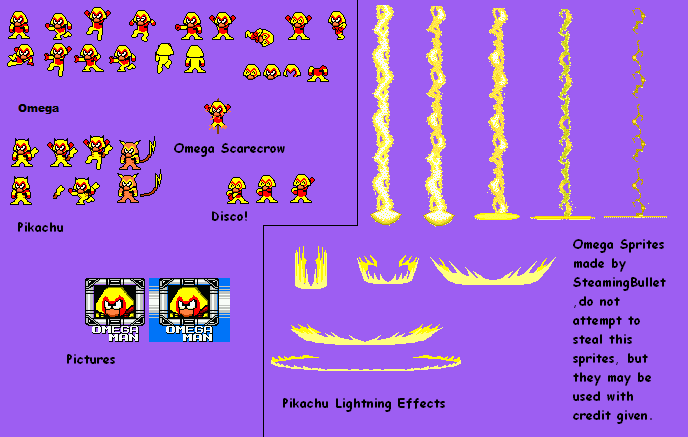 Omega
Omega Scarecrow
Pikachu
Disco!
OMEGA
MAN
OMEGA
MAN
Pictures
Pikachu Lightning Effects
Omega Sprites
made by
SteamingBullet
,do not
attempt to
steal this
sprites, but
they may be
used with
credit given.